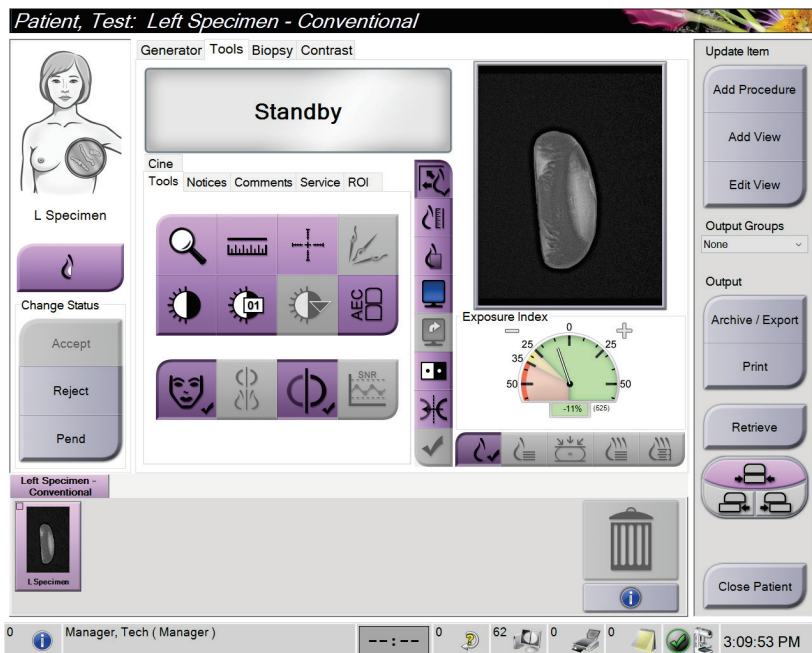 Patient, Test: Left Specimen - Conventional
Generator Tools Biopsy Contrast
Standby
Cine
Tools Notices Comments Service ROI
01
AEC
SNR
L Specimen
Change Status
Accept
Reject
Pend
Exposure Index
0
25 25
35
50 50
-11% (525)
Update Item
Add Procedure
Add View
Edit View
Output Groups
None
Output
Archive / Export
Print
Retrieve
Close Patient
Left Specimen -
Conventional
L Specimen
0 Manager, Tech ( Manager ) --:-- 0 62 0 0 3:09:53 PM